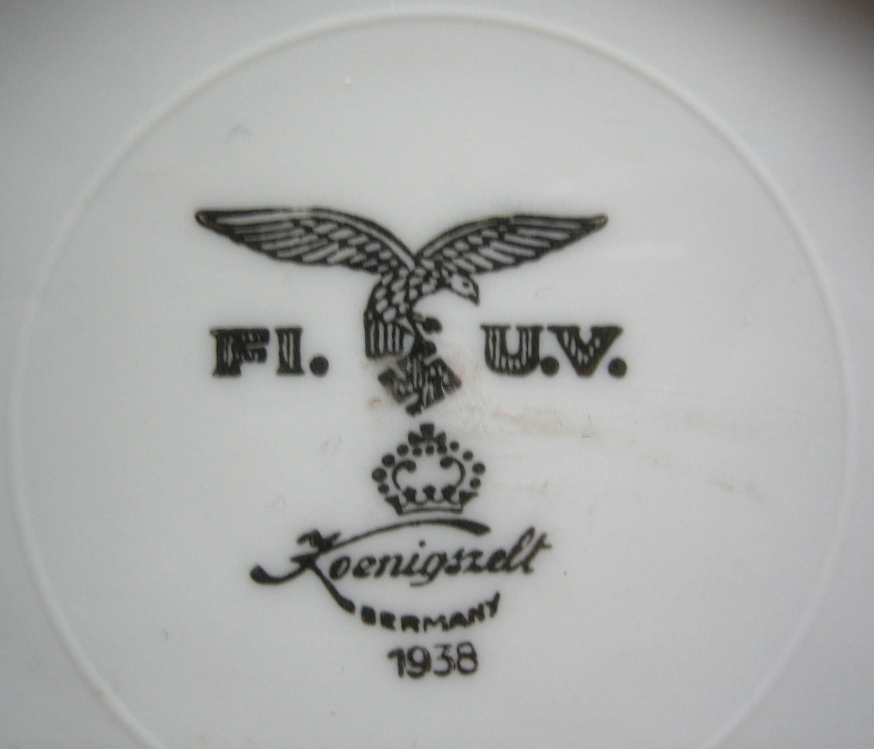 Fl. U.V.
Koenigszelt
GERMANY
1938